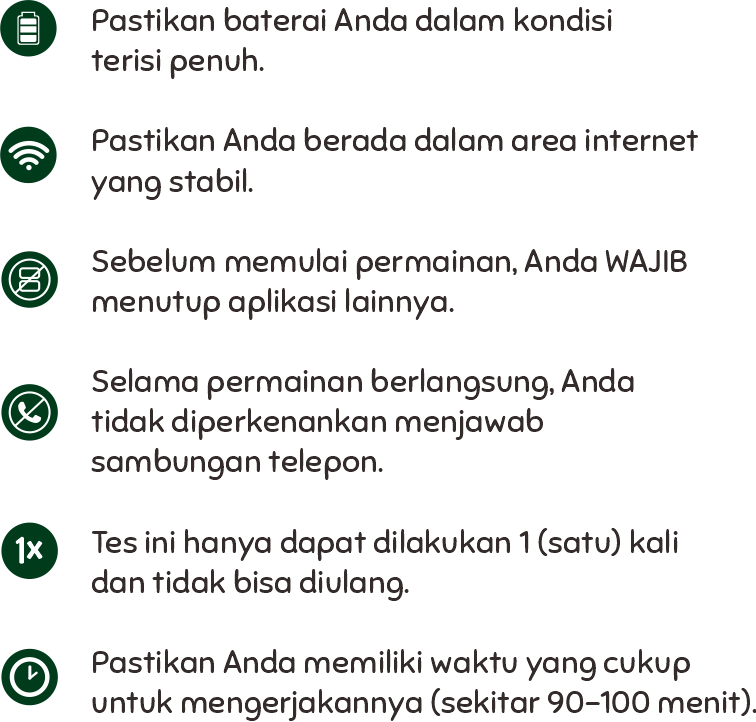 Pastikan baterai Anda dalam kondisi
terisi penuh.
Pastikan Anda berada dalam area internet
yang stabil.
Sebelum memulai permainan, Anda WAJIB
menutup aplikasi lainnya.
Selama permainan berlangsung, Anda
tidak diperkenankan menjawab
sambungan telepon.
1x
Tes ini hanya dapat dilakukan 1 (satu) kali
dan tidak bisa diulang.
Pastikan Anda memiliki waktu yang cukup
untuk mengerjakannya (sekitar 90-100 menit).